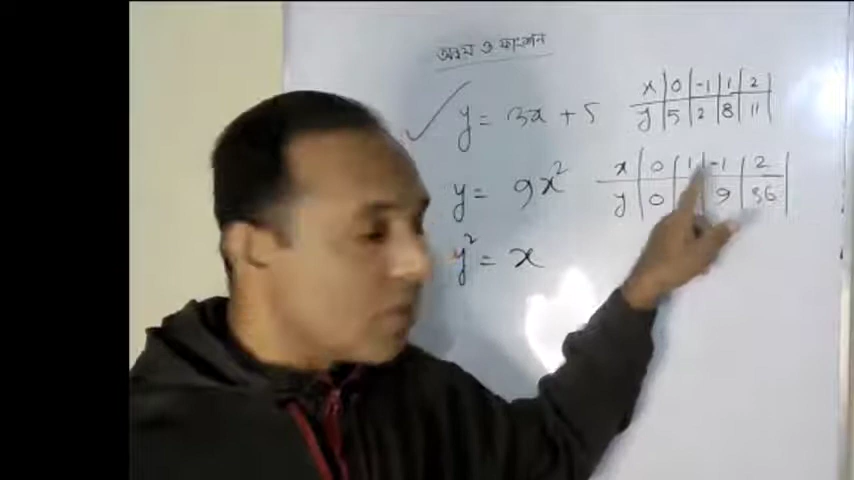 অন্বয় ও ফাংশন
y = 3x + 5
x | 0 | -1 | 1 | 2
y | 5 | 2 | 8 | 11
y = 9x²
x | 0 | 1 | -1 | 2
y | 0 | | 9 | 36
y² = x